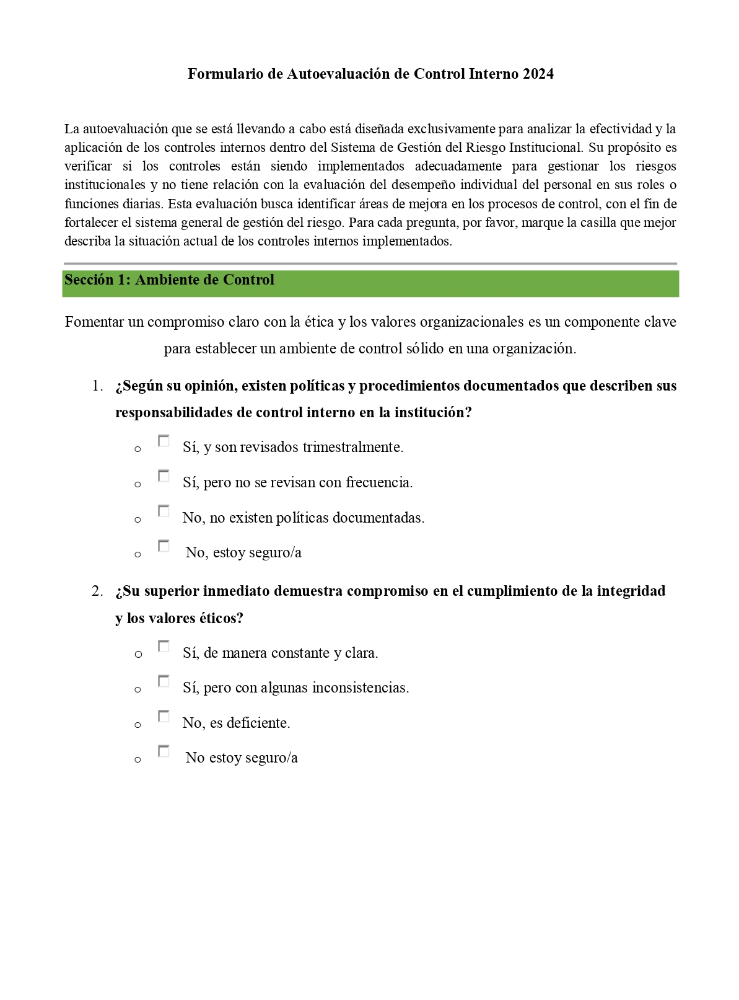 Formulario de Autoevaluación de Control Interno 2024
La autoevaluación que se está llevando a cabo está diseñada exclusivamente para analizar la efectividad y la
aplicación de los controles internos dentro del Sistema de Gestión del Riesgo Institucional. Su propósito es
verificar si los controles están siendo implementados adecuadamente para gestionar los riesgos
institucionales y no tiene relación con la evaluación del desempeño individual del personal en sus roles o
funciones diarias. Esta evaluación busca identificar áreas de mejora en los procesos de control, con el fin de
fortalecer el sistema general de gestión del riesgo. Para cada pregunta, por favor, marque la casilla que mejor
describa la situación actual de los controles internos implementados.
Sección 1: Ambiente de Control
Fomentar un compromiso claro con la ética y los valores organizacionales es un componente clave
para establecer un ambiente de control sólido en una organización.
1. ¿Según su opinión, existen políticas y procedimientos documentados que describen sus
responsabilidades de control interno en la institución?
o Sí, y son revisados trimestralmente.
o Sí, pero no se revisan con frecuencia.
o No, no existen políticas documentadas.
o No, estoy seguro/a
2. ¿Su superior inmediato demuestra compromiso en el cumplimiento de la integridad
y los valores éticos?
o Sí, de manera constante y clara.
o Sí, pero con algunas inconsistencias.
o No, es deficiente.
o No estoy seguro/a